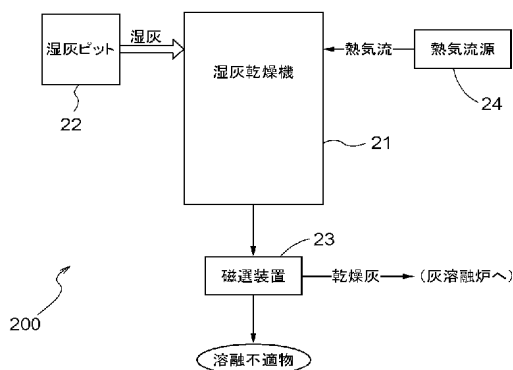 湿灰ピット
湿灰
22
湿灰乾燥機
熱気流
熱気流源
24
21
23
磁選装置
乾燥灰
(灰溶融炉へ)
200
溶融不適物